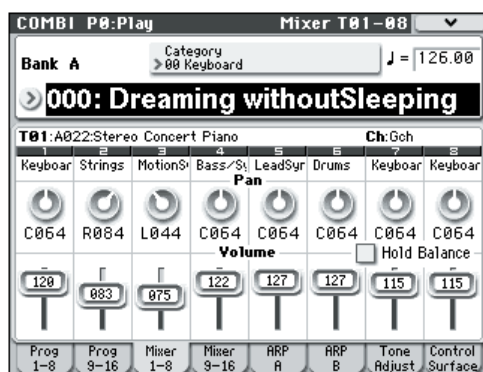 COMBI P0:Play Mixer T01-08
Bank A
Category
00 Keyboard
♩ = 126.00
000: Dreaming withoutSleeping
T01:A022:Stereo Concert Piano Ch:Gch
1 2 3 4 5 6 7 8
Keyboar Strings MotionS Bass/Sy LeadSyr Drums Keyboar Keyboar
Pan
C064 R084 L044 C064 C064 C064 C064 C064
Volume
Hold Balance
120 083 075 122 127 127 115 115
Prog 1-8 Prog 9-16 Mixer 1-8 Mixer 9-16 ARP A ARP B Tone Adjust Control Surface